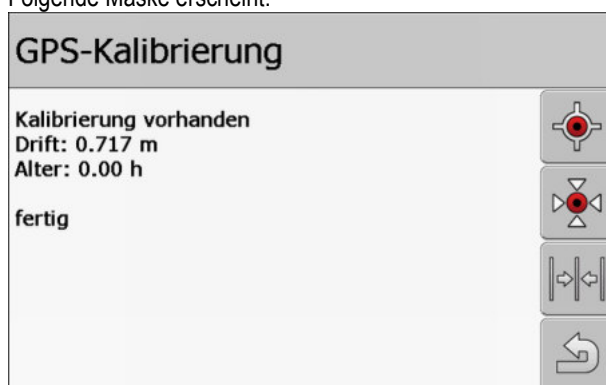 Folgende Maske erscheint:
GPS-Kalibrierung
Kalibrierung vorhanden
Drift: 0.717 m
Alter: 0.00 h
fertig